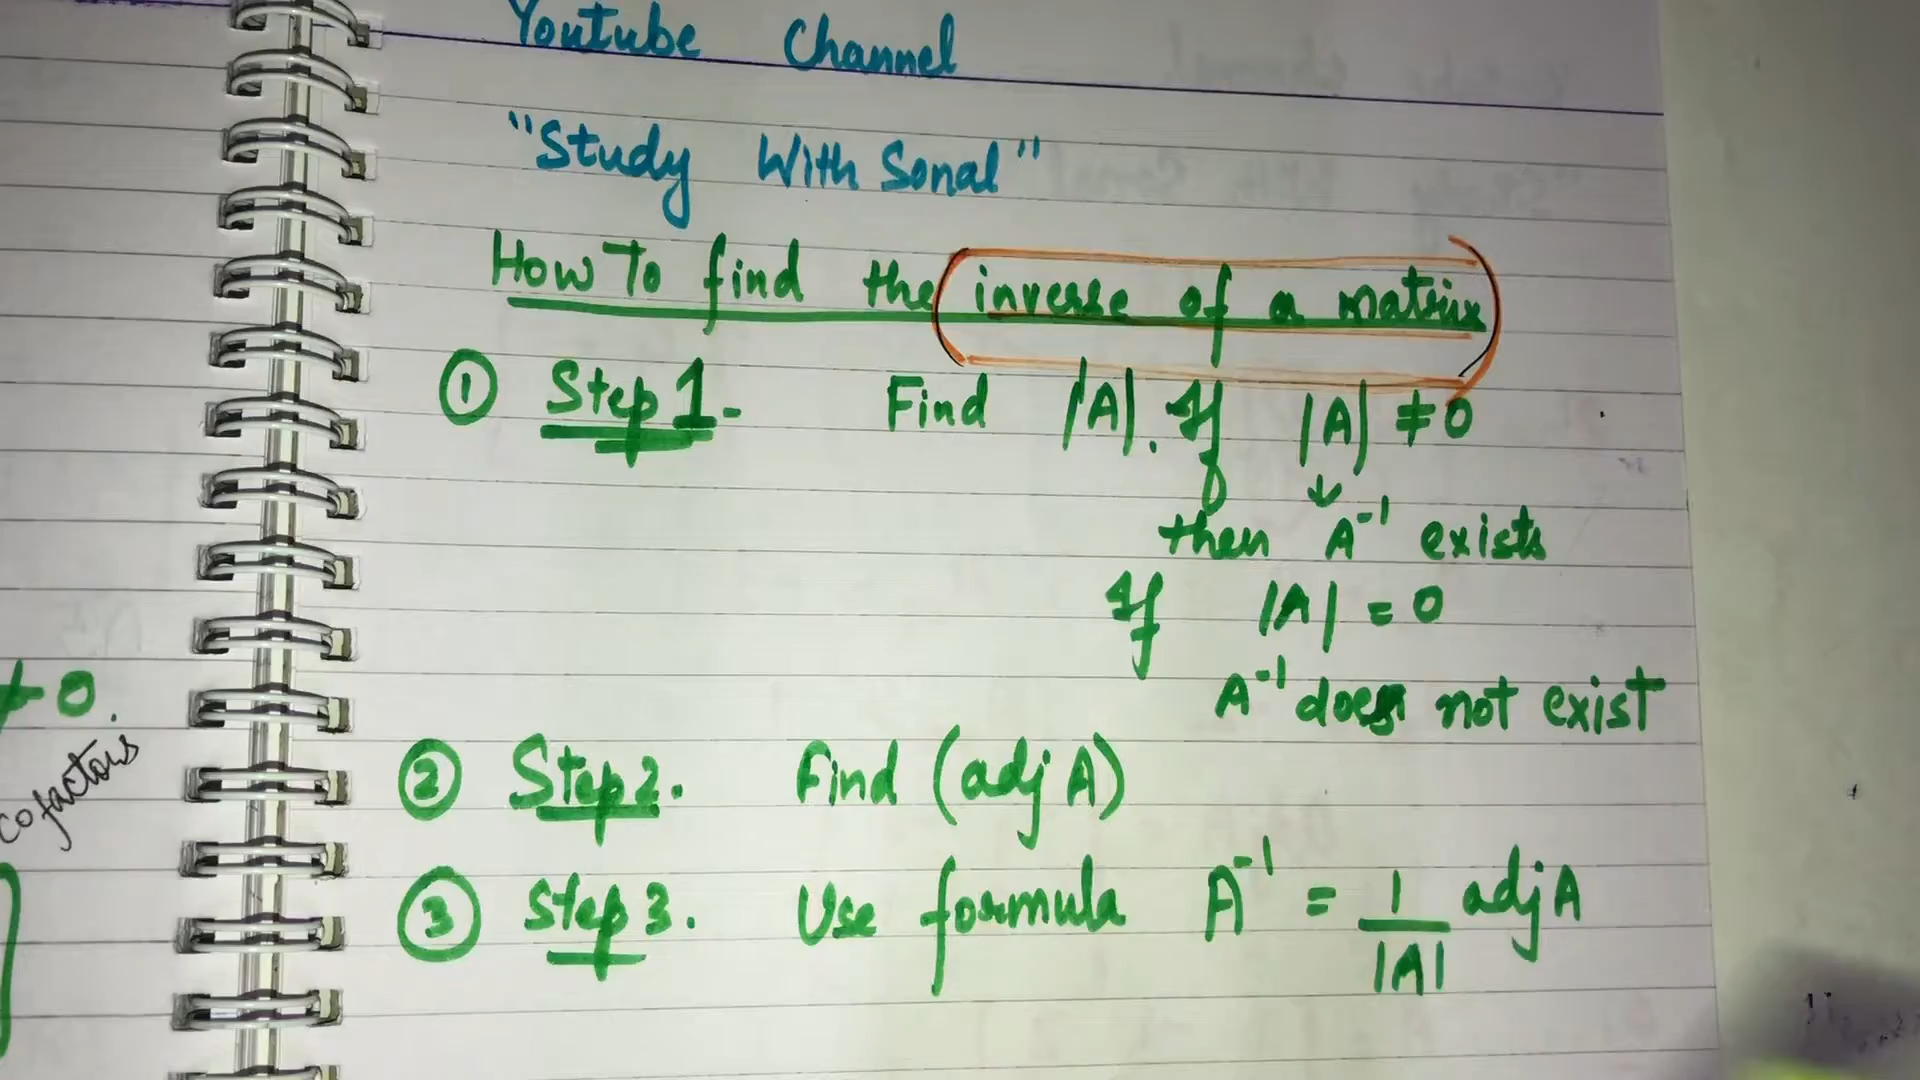 Youtube Channel
"Study With Sonal"
How To find the inverse of a matrix
① Step 1- Find |A|. If |A| ≠ 0
↓
then A⁻¹ exists
If |A| = 0
A⁻¹ does not exist
② Step 2. Find (adj A)
③ Step 3. Use formula A⁻¹ = 1/|A| adj A
≠ 0.
cofactors